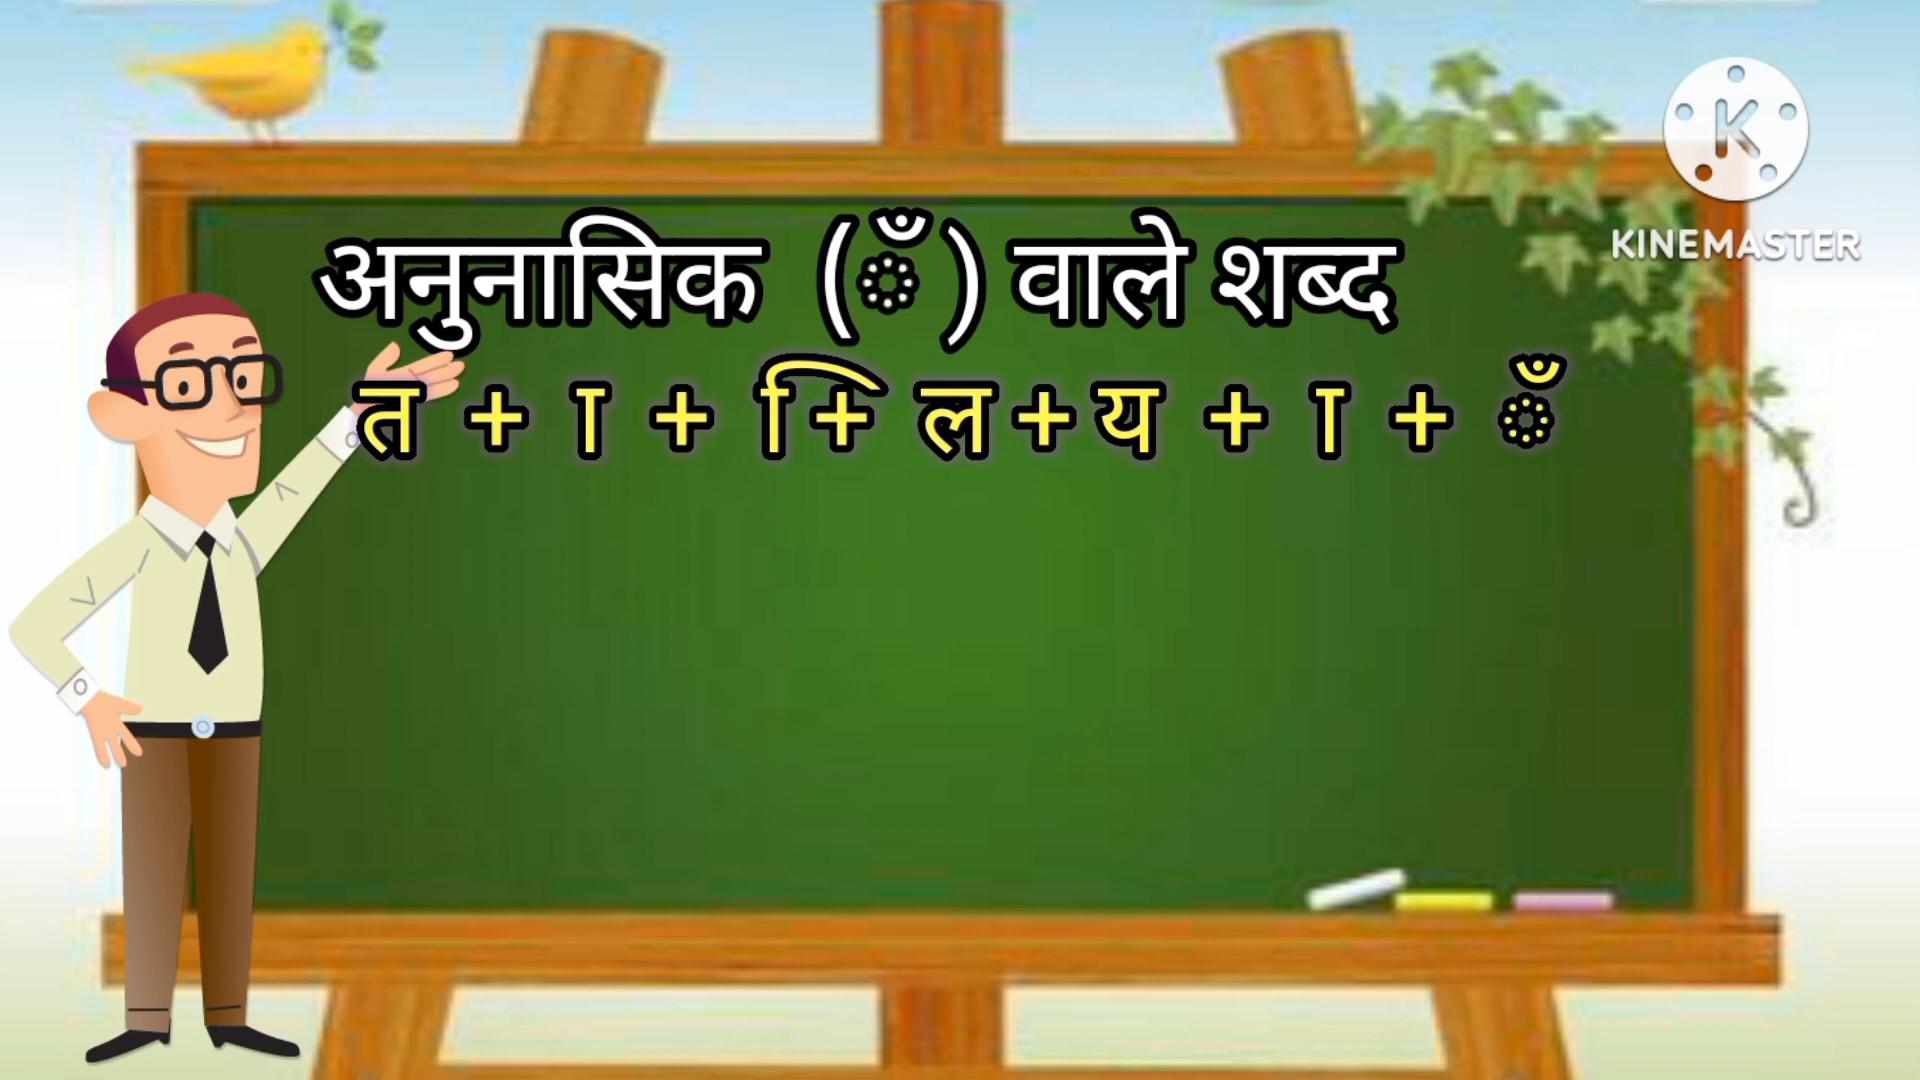 अनुनासिक (ँ) वाले शब्द
त + ा + ि + ल + य + ा + ँ
KINEMASTER